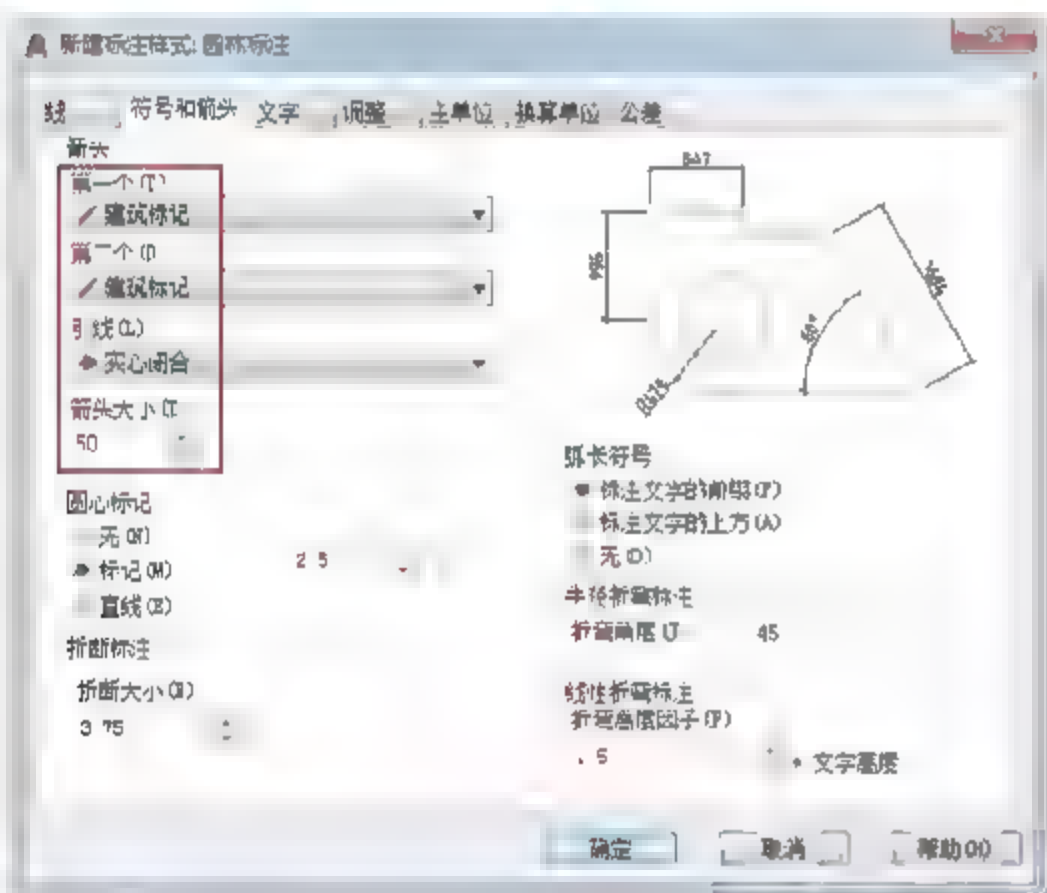 新建标注样式: 园林标注
线 符号和箭头 文字 调整 主单位 换算单位 公差
箭头
第一个(T)
建筑标记
第二个(D
建筑标记
引线(L)
实心闭合
箭头大小(I
50
圆心标记
无(N)
标记(M)
2 5
直线(E)
折断标注
折断大小(B)
3 75
弧长符号
标注文字的前缀(P)
标注文字的上方(A)
无(O)
半径折弯标注
折弯角度(J 45
线性折弯标注
折弯高度因子(F)
. 5
文字高度
确定 取消 帮助(H)